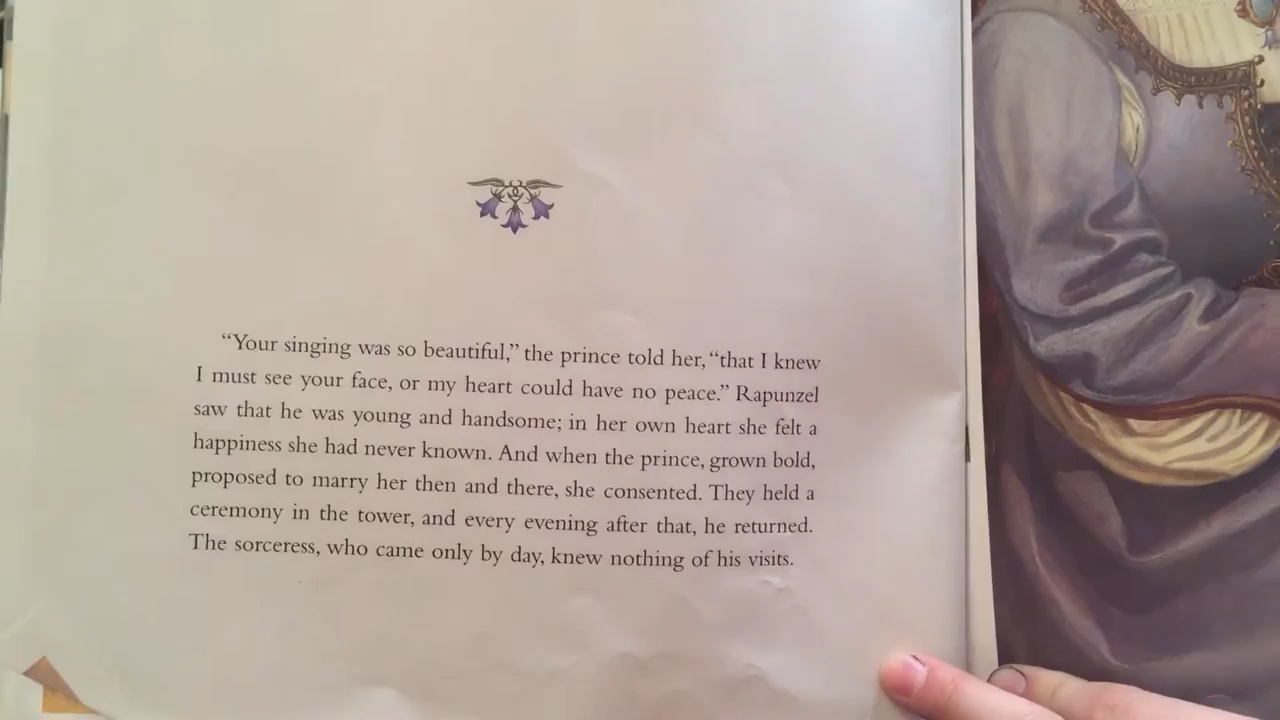 “Your singing was so beautiful,” the prince told her, “that I knew
I must see your face, or my heart could have no peace.” Rapunzel
saw that he was young and handsome; in her own heart she felt a
happiness she had never known. And when the prince, grown bold,
proposed to marry her then and there, she consented. They held a
ceremony in the tower, and every evening after that, he returned.
The sorceress, who came only by day, knew nothing of his visits.